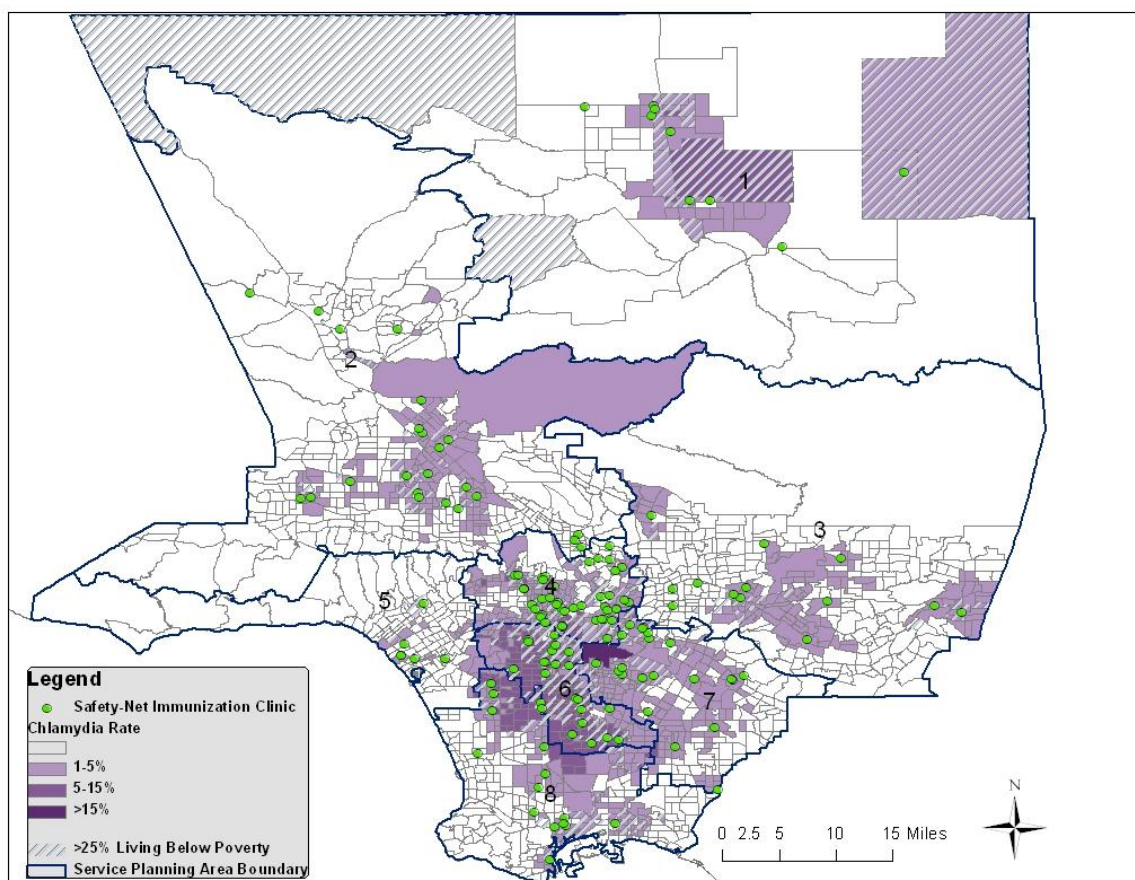 1
2
3
4
5
6
7
8
Legend
Safety-Net Immunization Clinic
Chlamydia Rate
1-5%
5-15%
>15%
>25% Living Below Poverty
Service Planning Area Boundary
0 2.5 5 10 15 Miles
N